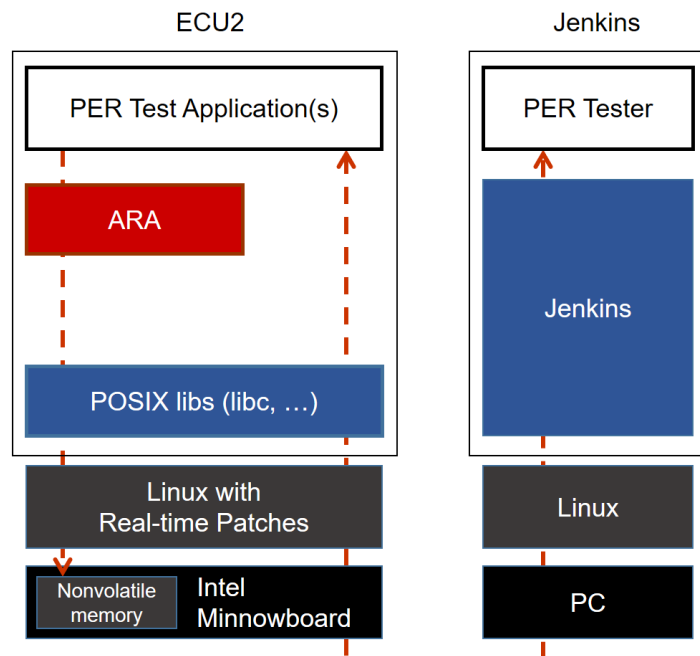 ECU2
PER Test Application(s)
ARA
POSIX libs (libc, …)
Linux with
Real-time Patches
Nonvolatile
memory
Intel
Minnowboard
Jenkins
PER Tester
Jenkins
Linux
PC